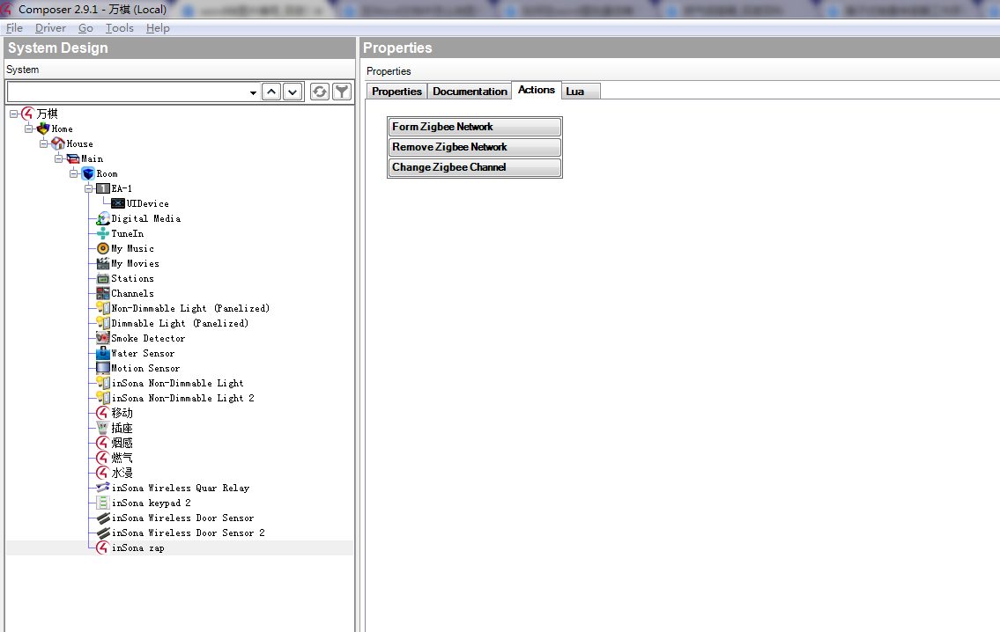 Composer 2.9.1 - 万棋 (Local)
File Driver Go Tools Help
System Design
System
万棋
Home
House
Main
Room
EA-1
UIDevice
Digital Media
TuneIn
My Music
My Movies
Stations
Channels
Non-Dimmable Light (Panelized)
Dimmable Light (Panelized)
Smoke Detector
Water Sensor
Motion Sensor
inSona Non-Dimmable Light
inSona Non-Dimmable Light 2
移动
插座
烟感
燃气
水浸
inSona Wireless Quar Relay
inSona keypad 2
inSona Wireless Door Sensor
inSona Wireless Door Sensor 2
inSona zap
Properties
Properties
Properties Documentation Actions Lua
Form Zigbee Network
Remove Zigbee Network
Change Zigbee Channel